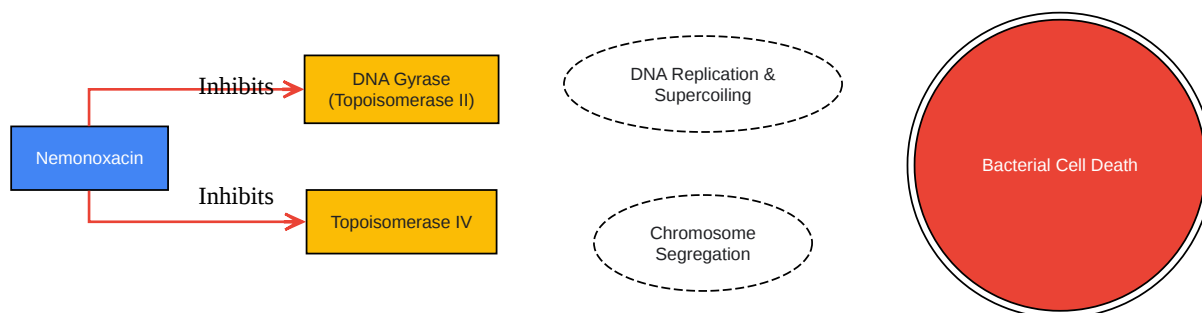 Nemonoxacin
Inhibits
DNA Gyrase
(Topoisomerase II)
Inhibits
Topoisomerase IV
DNA Replication &
Supercoiling
Chromosome
Segregation
Bacterial Cell Death